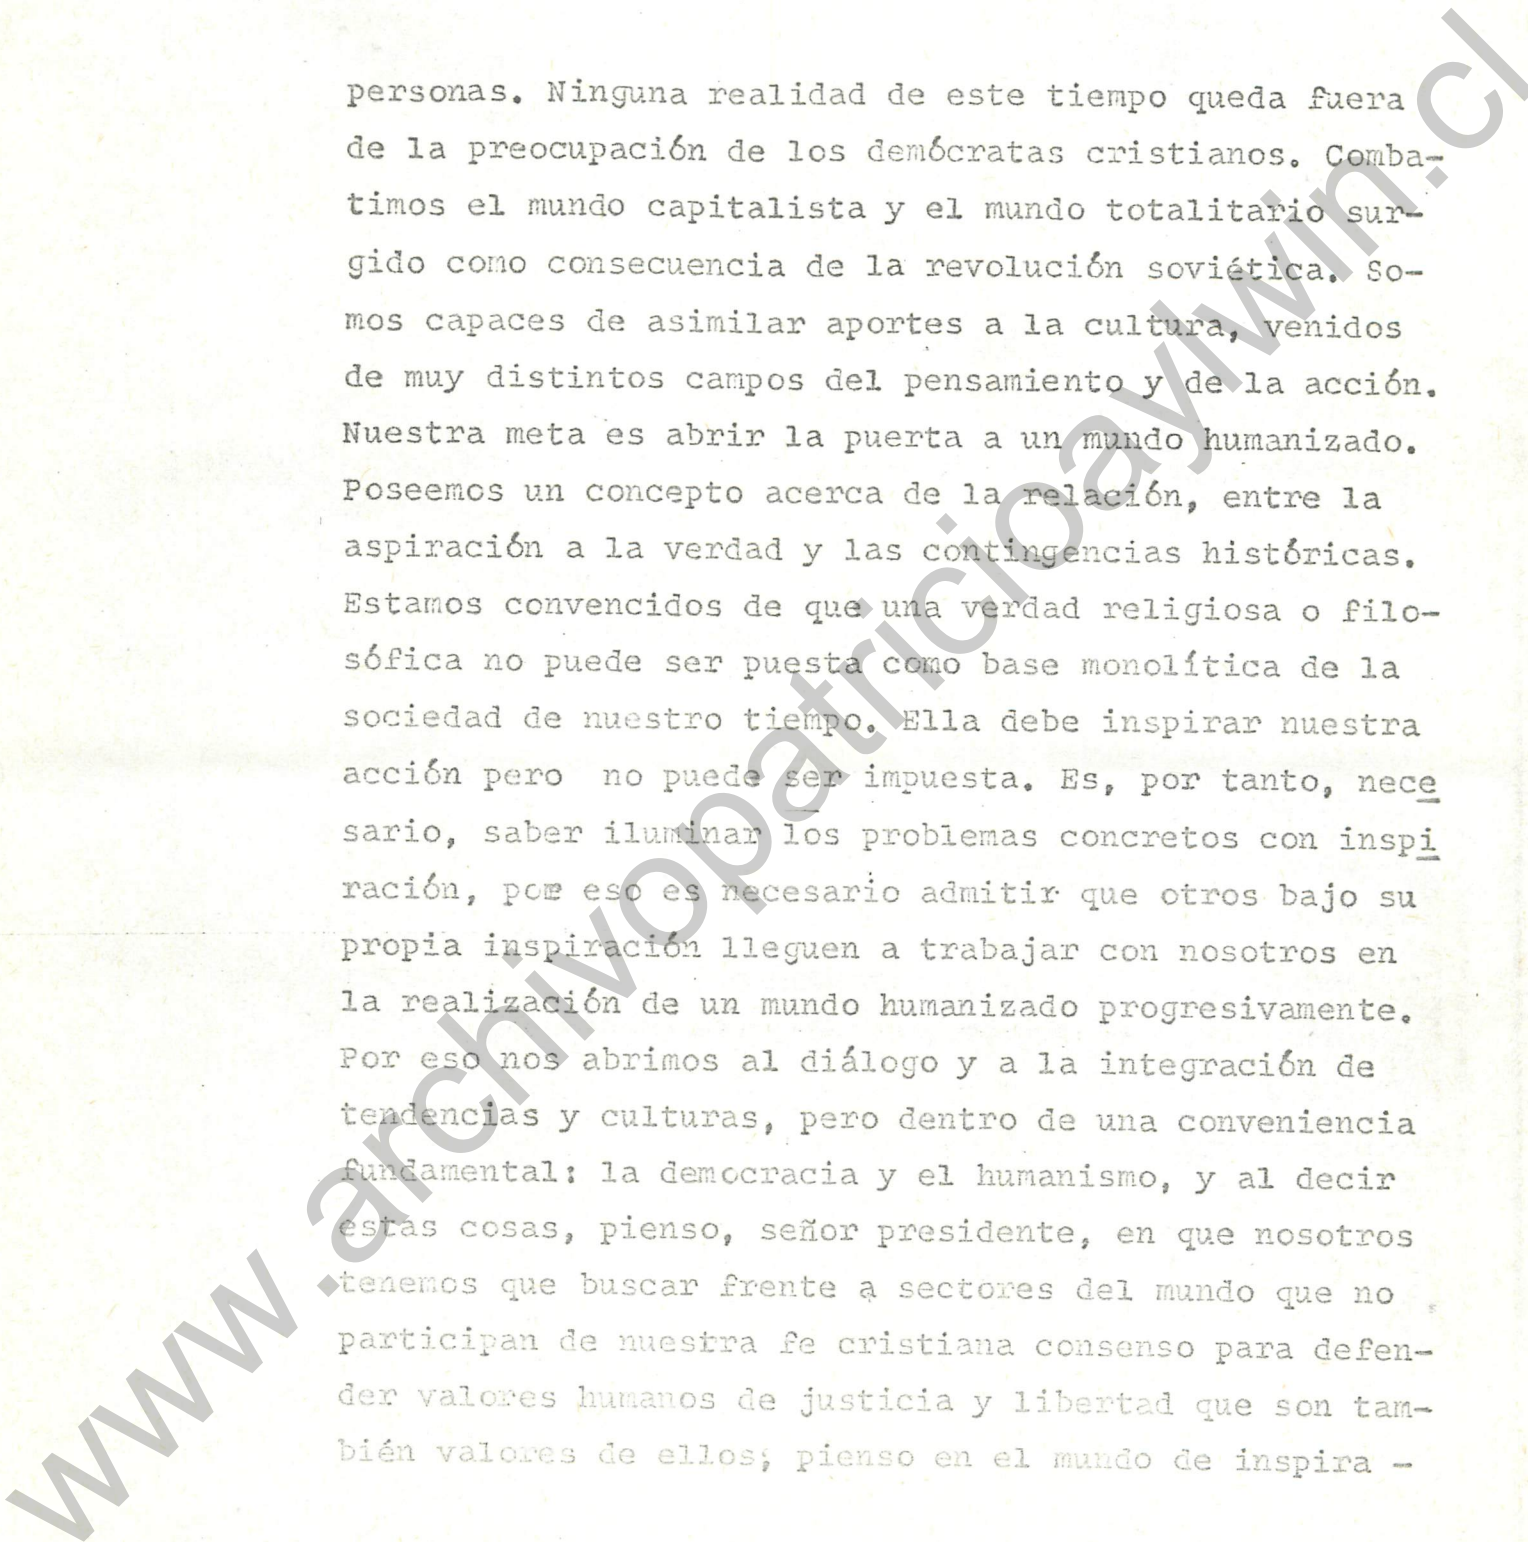 personas. Ninguna realidad de este tiempo queda fuera
de la preocupación de los demócratas cristianos. Comba-
timos el mundo capitalista y el mundo totalitario sur-
gido como consecuencia de la revolución soviética. So-
mos capaces de asimilar aportes a la cultura, venidos
de muy distintos campos del pensamiento y de la acción.
Nuestra meta es abrir la puerta a un mundo humanizado.
Poseemos un concepto acerca de la relación, entre la
aspiración a la verdad y las contingencias históricas.
Estamos convencidos de que una verdad religiosa o filo-
sófica no puede ser puesta como base monolítica de la
sociedad de nuestro tiempo. Ella debe inspirar nuestra
acción pero no puede ser impuesta. Es, por tanto, nece
sario, saber iluminar los problemas concretos con inspi
ración, por eso es necesario admitir que otros bajo su
propia inspiración lleguen a trabajar con nosotros en
la realización de un mundo humanizado progresivamente.
Por eso nos abrimos al diálogo y a la integración de
tendencias y culturas, pero dentro de una conveniencia
fundamental: la democracia y el humanismo, y al decir
estas cosas, pienso, señor presidente, en que nosotros
tenemos que buscar frente a sectores del mundo que no
participan de nuestra fe cristiana consenso para defen-
der valores humanos de justicia y libertad que son tam-
bién valores de ellos; pienso en el mundo de inspira -
www.archivopatricioaylwin.cl